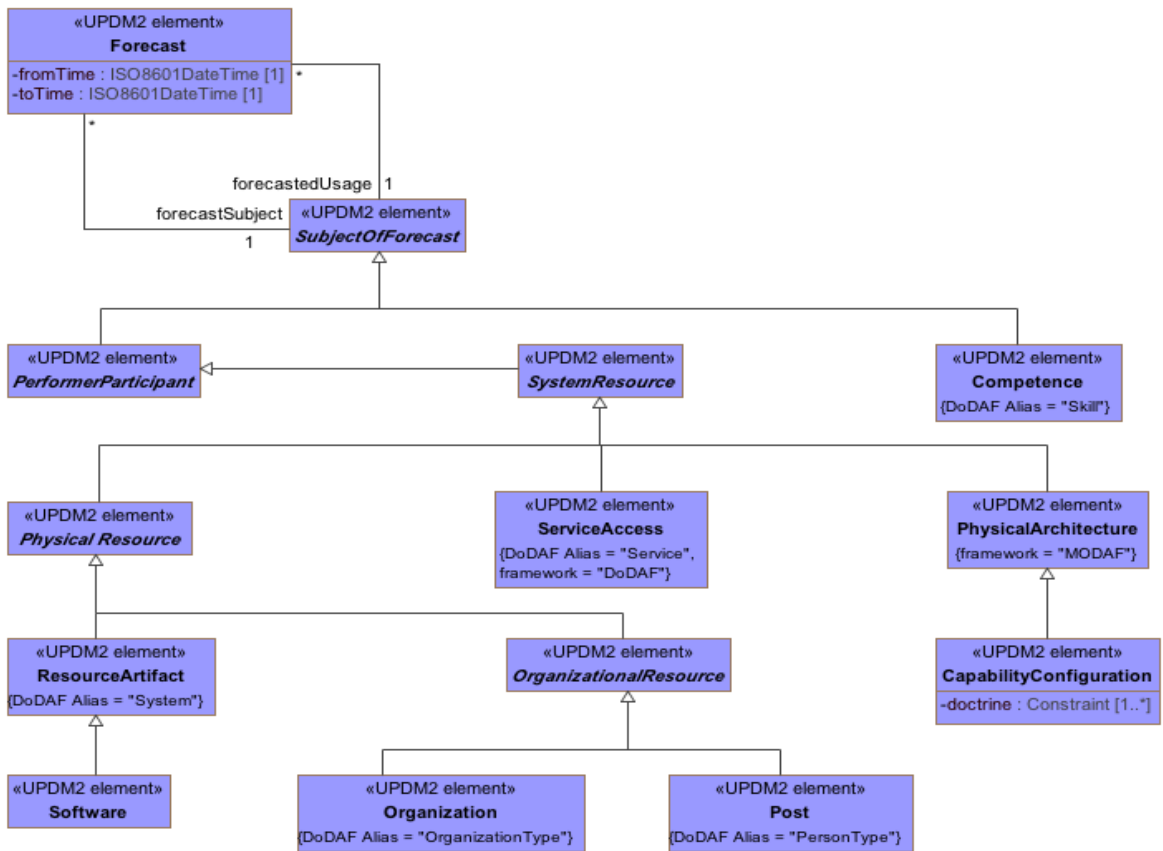 «UPDM2 element»
Forecast
-fromTime : ISO8601DateTime [1]
-toTime : ISO8601DateTime [1]
*
*
forecastedUsage 1
forecastSubject
1
«UPDM2 element»
SubjectOfForecast
«UPDM2 element»
PerformerParticipant
«UPDM2 element»
SystemResource
«UPDM2 element»
Competence
{DoDAF Alias = "Skill"}
«UPDM2 element»
Physical Resource
«UPDM2 element»
ServiceAccess
{DoDAF Alias = "Service",
framework = "DoDAF"}
«UPDM2 element»
PhysicalArchitecture
{framework = "MODAF"}
«UPDM2 element»
ResourceArtifact
{DoDAF Alias = "System"}
«UPDM2 element»
OrganizationalResource
«UPDM2 element»
CapabilityConfiguration
-doctrine : Constraint [1..*]
«UPDM2 element»
Software
«UPDM2 element»
Organization
{DoDAF Alias = "OrganizationType"}
«UPDM2 element»
Post
{DoDAF Alias = "PersonType"}